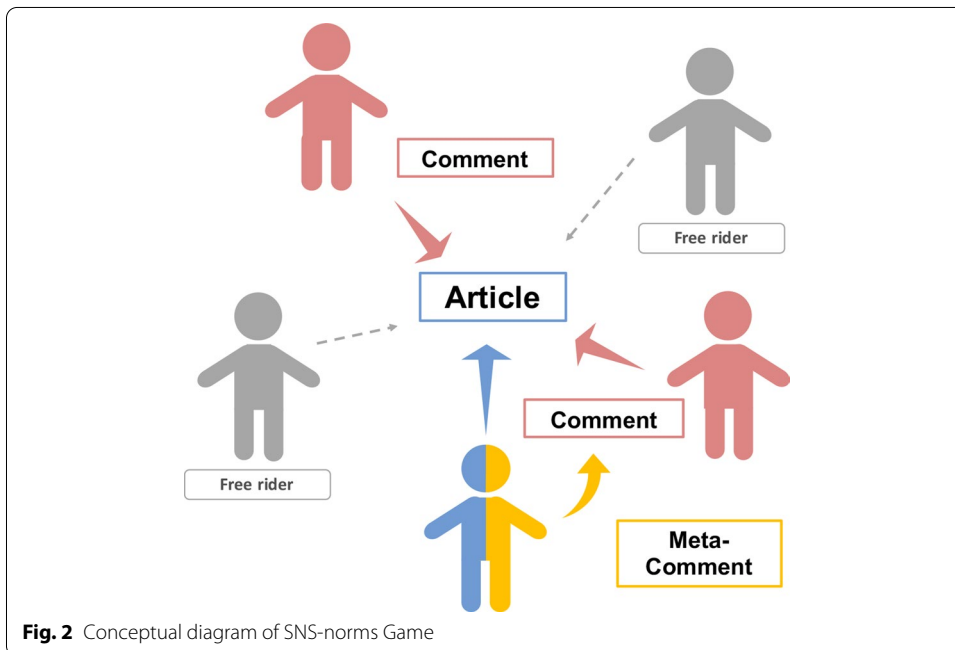 Comment
Free rider
Article
Free rider
Comment
Meta-
Comment
Fig. 2 Conceptual diagram of SNS-norms Game